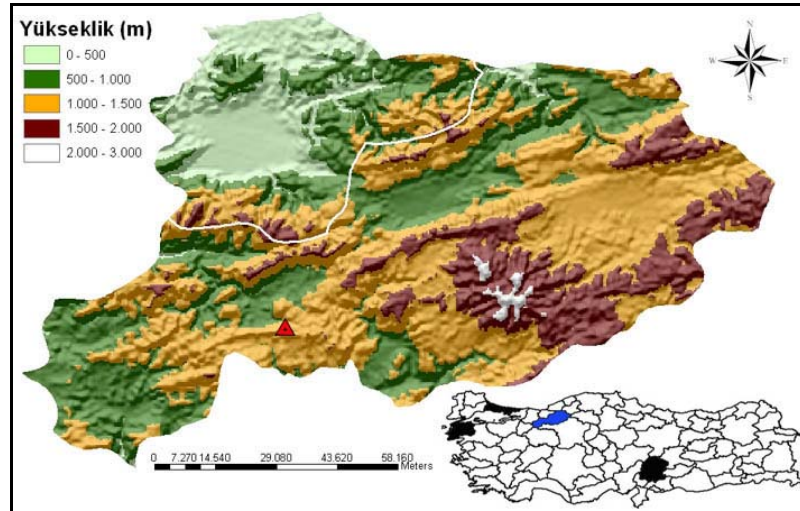 Yükseklik (m)
0 - 500
500 - 1.000
1.000 - 1.500
1.500 - 2.000
2.000 - 3.000
N
W E
S
0 7.270 14.540 29.080 43.620 58.160
Meters